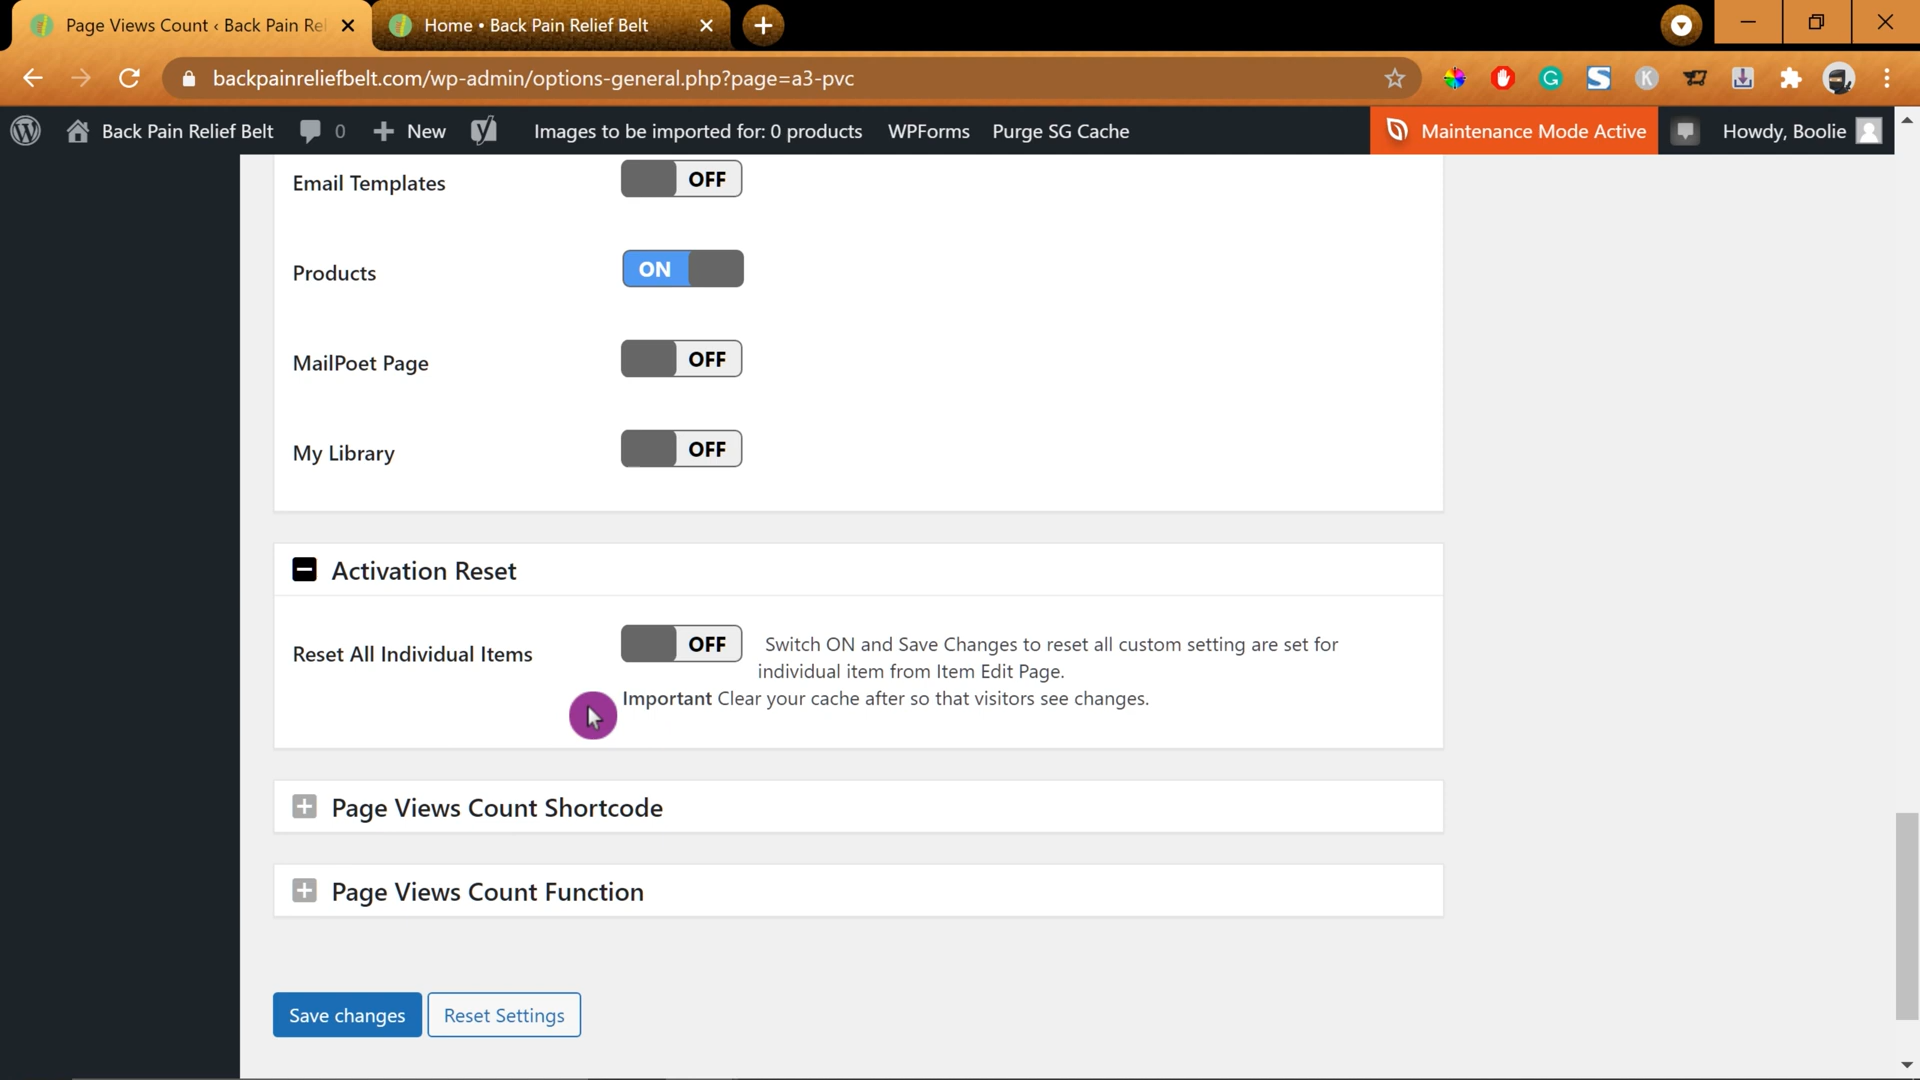 Page Views Count ‹ Back Pain Re
Home • Back Pain Relief Belt
backpainreliefbelt.com/wp-admin/options-general.php?page=a3-pvc
Back Pain Relief Belt 0 New Images to be imported for: 0 products WPForms Purge SG Cache Maintenance Mode Active Howdy, Boolie
Email Templates OFF
Products ON
MailPoet Page OFF
My Library OFF
Activation Reset
Reset All Individual Items OFF Switch ON and Save Changes to reset all custom setting are set for
individual item from Item Edit Page.
Important Clear your cache after so that visitors see changes.
Page Views Count Shortcode
Page Views Count Function
Save changes Reset Settings